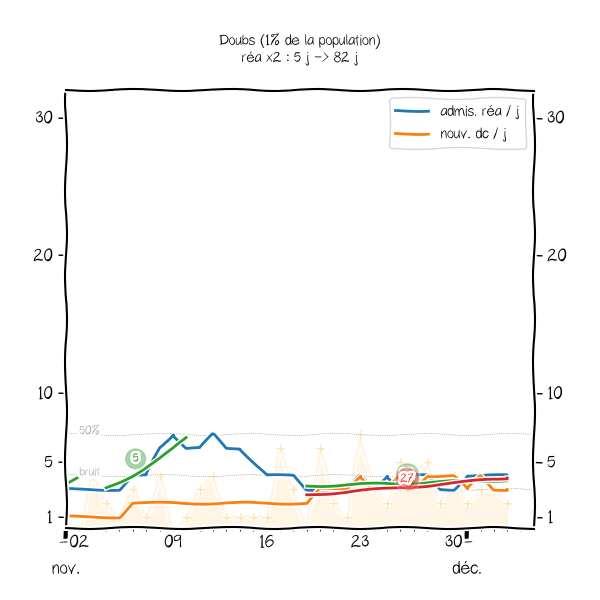 Doubs (1% de la population)
réa x2 : 5 j -> 82 j
admis. réa / j
nouv. dc / j
30
30
20
20
10
10
50%
5
5
5
bruit
27
1
1
02
09
16
23
30
nov.
déc.